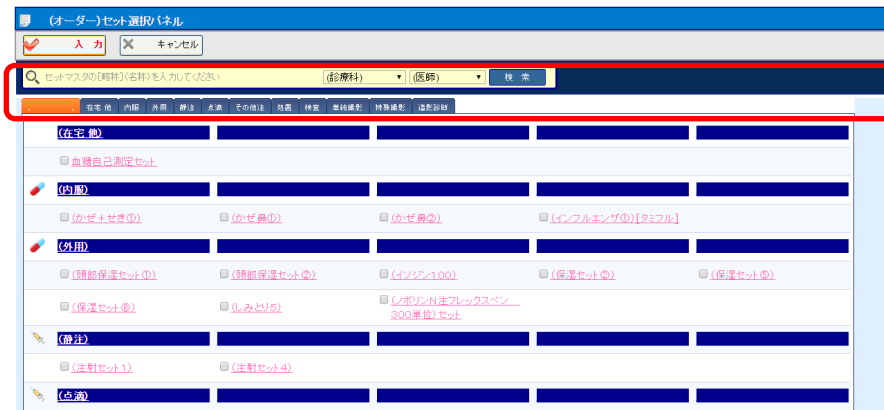 (オーダー)セット選択パネル
入 力 キャンセル
セットマスタの[略称](名称)を入力してください (診療科) (医師) 検 索
在宅 他 内服 外用 静注 点滴 その他注 処置 検査 単純撮影 特殊撮影 造影診断
(在宅 他)
血糖自己測定セット
(内服)
(かぜ+せき①) (かぜ鼻①) (かぜ鼻②) (インフルエンザ①)[タミフル]
(外用)
(頭部保湿セット①) (頭部保湿セット②) (イソジン100) (保湿セット②) (保湿セット⑤)
(保湿セット⑥) (しみとり5) (ノボリンN注フレックスペン
300単位)セット
(静注)
(注射セット1) (注射セット4)
(点滴)